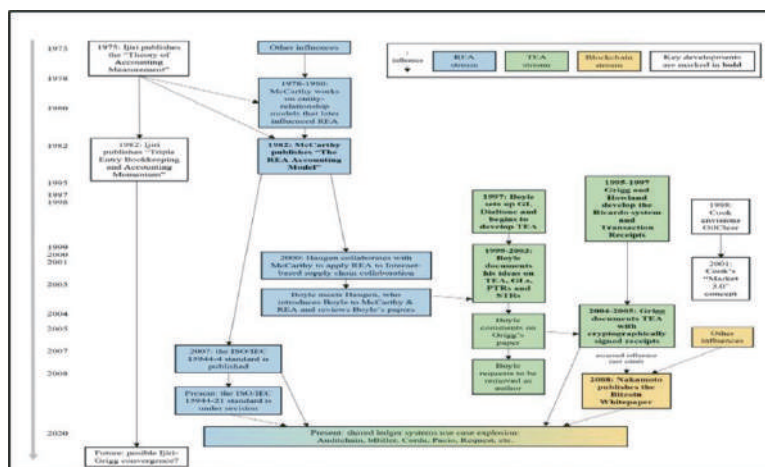 1975
1978
1980
1982
1995
1997
1998
1999
2000
2001
2003
2004
2005
2007
2008
2020
1975: Ijiri publishes the "Theory of
Accounting Measurement"
Other influences
influence
REA
stream
TEA
stream
Blockchain
stream
Key developments
are marked in bold
McCarthy works
on entity-
relationship
models that later
influenced REA
1982: Ijiri
publishes "Triple
Entry Bookkeeping
and Accounting
Momentum"
1982: McCarthy
publishes "The
REA Accounting
Model"
1997: Boyle
sets up GL
Dialtone and
begins to
develop TEA
1995-1997
Grigg and
Howland
develop the
Ricardo system
and
Transaction
Receipts
Cook
envisions
2001:
Cook's
"Market
3.0"
concept
2000: Haugen collaborates with
McCarthy to apply REA to Internet-
based supply chain collaboration
Boyle
documents
his ideas on
TEA, GLs,
PTRs and
STRs
Boyle meets Haugen, who
introduces Boyle to McCarthy &
REA and reviews Boyle's papers
Boyle
comments on
Grigg's
paper
2004-2005: Grigg
documents TEA
with
cryptographically
signed receipts
Other
influences
Boyle
requests to be
removed as
author
influence
2007: the ISO/IEC
15944-4 standard is
published
2008: Nakamoto
publishes the
Bitcoin
Whitepaper
Present: the ISO/IEC
15944-21 standard is
under revision
Present: shared ledger systems use case explosion:
Auditchain, bBiller, Corda, Pacio, Request, etc.
Future: possible Ijiri-
Grigg convergence?